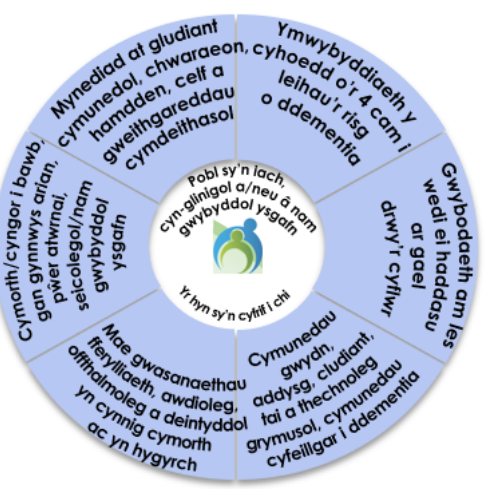 Mynediad at gludiant
cymunedol, chwaraeon,
hamdden, celf a
gweithgareddau
cymdeithasol
Ymwybyddiaeth y
cyhoedd o'r 4 cam i
leihau'r risg
o ddementia
Gwybodaeth am les
wedi ei haddasu
ar gael
drwy'r cyflwr
Cymunedau
gwydn,
addysg, cludiant,
tai a thechnoleg
grymusol, cymunedau
cyfeillgar i ddementia
Mae gwasanaethau
fferylliaeth, awdioleg,
offthalmoleg a deintyddol
yn cynnig cymorth
ac yn hygyrch
Cymorth/cyngor i bawb,
gan gynnwys arian,
pŵer atwrnai,
seicolegol/nam
gwybyddol
ysgafn
Pobl sy'n iach,
cyn-glinigol a/neu â nam
gwybyddol ysgafn
Yr hyn sy'n cyfrif i chi